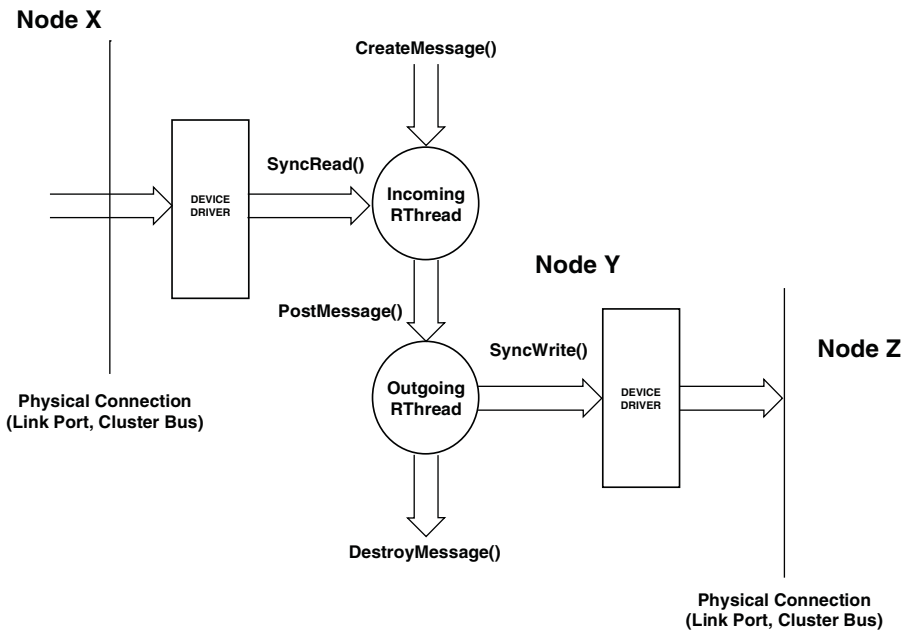 Node X
CreateMessage()
SyncRead()
DEVICE
DRIVER
Incoming
RThread
Node Y
PostMessage()
SyncWrite()
Node Z
Outgoing
RThread
DEVICE
DRIVER
Physical Connection
(Link Port, Cluster Bus)
DestroyMessage()
Physical Connection
(Link Port, Cluster Bus)